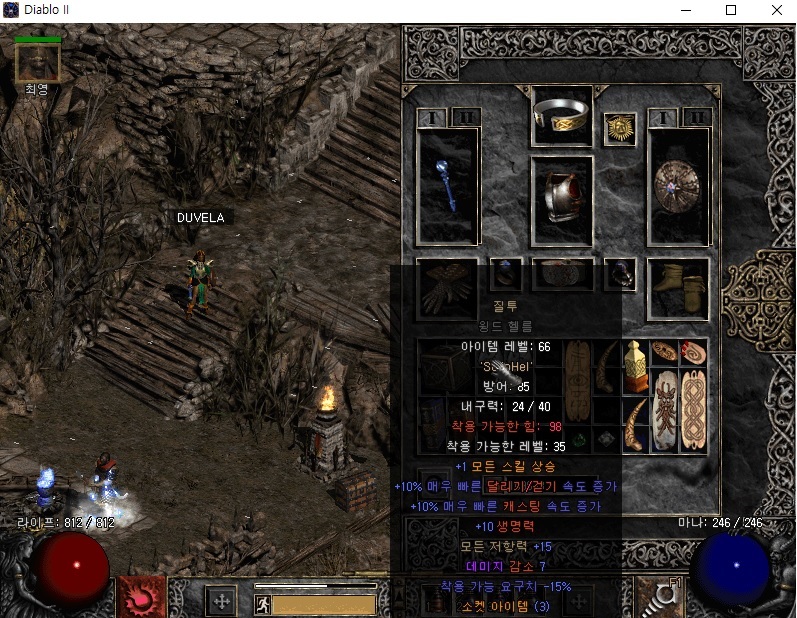 Diablo II
최영
I II
I II
DUVELA
질투
윙드 헬름
아이템 레벨: 66
방어: 85
내구력: 24 / 40
착용 가능한 힘: 98
착용 가능한 레벨: 35
+1 모든 스킬 상승
+10% 매우 빠른 달리기/걷기 속도 증가
+10% 매우 빠른 캐스팅 속도 증가
+10 생명력
모든 저항력 +15
데미지 감소 7
착용 가능 요구치 -15%
소켓 아이템 (3)
라이프: 812 / 812
마나: 246 / 246
F1